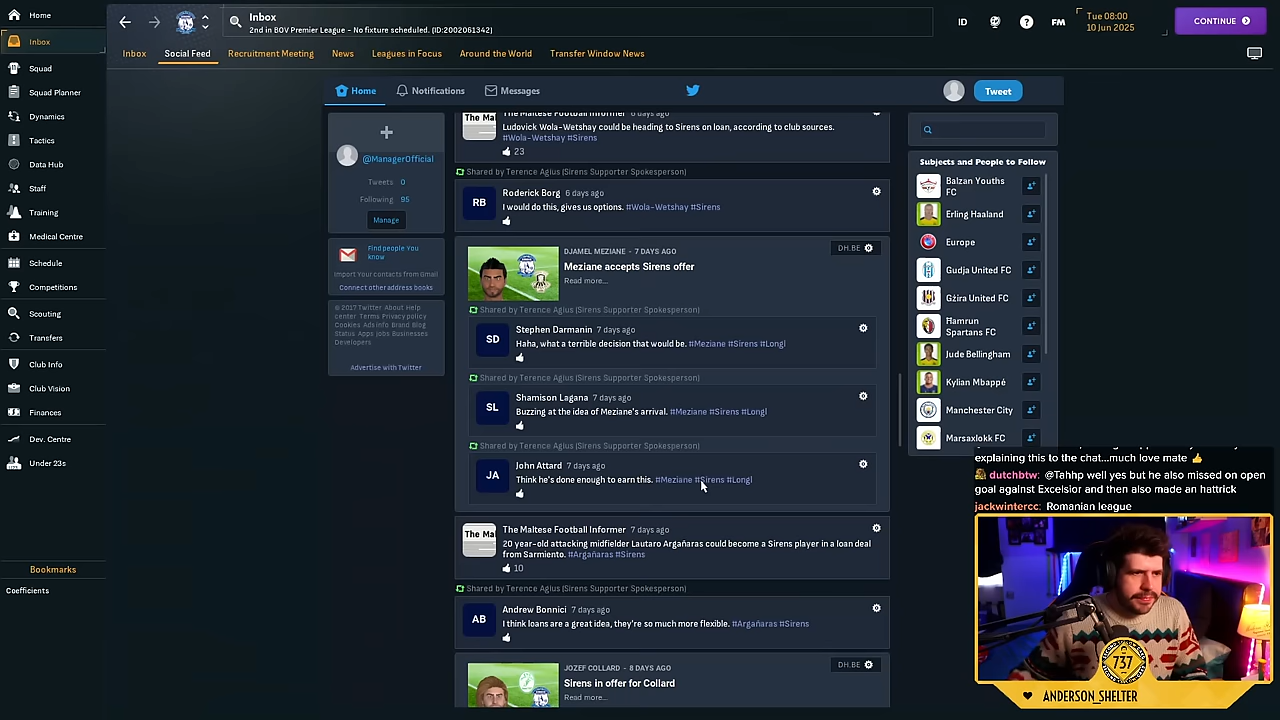 Home
Inbox
2nd in BOV Premier League - No fixture scheduled. (ID:2002061342)
ID
FM
Tue 08:00
10 Jun 2025
CONTINUE
Inbox
Social Feed
Recruitment Meeting
News
Leagues in Focus
Around the World
Transfer Window News
Inbox
Squad
Squad Planner
Dynamics
Tactics
Data Hub
Staff
Training
Medical Centre
Schedule
Competitions
Scouting
Transfers
Club Info
Club Vision
Finances
Dev. Centre
Under 23s
Bookmarks
Coefficients
Home
Notifications
Messages
Tweet
@ManagerOfficial
Tweets: 0
Following: 95
Manage
Find people You
know
Import Your contacts from Gmail
Connect other address books
© 2017 Twitter About Help
center Terms Privacy policy
Cookies Ads info Brand Blog
Status Apps Jobs Businesses
Developers
Advertise with Twitter
The Mal
The Maltese Football Informer 6 days ago
Ludovick Wola-Wetshay could be heading to Sirens on loan, according to club sources.
#Wola-Wetshay #Sirens
23
Shared by Terence Agius (Sirens Supporter Spokesperson)
RB
Roderick Borg 6 days ago
I would do this, gives us options. #Wola-Wetshay #Sirens
DJAMEL MEZIANE - 7 DAYS AGO
DH.BE
Meziane accepts Sirens offer
Read more...
Shared by Terence Agius (Sirens Supporter Spokesperson)
SD
Stephen Darmanin 7 days ago
Haha, what a terrible decision that would be. #Meziane #Sirens #Longl
Shared by Terence Agius (Sirens Supporter Spokesperson)
SL
Shamison Lagana 7 days ago
Buzzing at the idea of Meziane's arrival. #Meziane #Sirens #Longl
Shared by Terence Agius (Sirens Supporter Spokesperson)
JA
John Attard 7 days ago
Think he's done enough to earn this. #Meziane #Sirens #Longl
The Mal
The Maltese Football Informer 7 days ago
20 year-old attacking midfielder Lautaro Argañaras could become a Sirens player in a loan deal
from Sarmiento. #Argañaras #Sirens
10
Shared by Terence Agius (Sirens Supporter Spokesperson)
AB
Andrew Bonnici 7 days ago
I think loans are a great idea, they're so much more flexible. #Argañaras #Sirens
JOZEF COLLARD - 8 DAYS AGO
DH.BE
Sirens in offer for Collard
Read more...
Subjects and People to Follow
Balzan Youths
FC
Erling Haaland
Europe
Gudja United FC
Gżira United FC
Ħamrun
Spartans FC
Jude Bellingham
Kylian Mbappé
Manchester City
Marsaxlokk FC
explaining this to the chat...much love mate
dutchbtw: @Tahhp well yes but he also missed on open
goal against Excelsior and then also made an hattrick
jackwintercc: Romanian league
737
ANDERSON_SHELTER